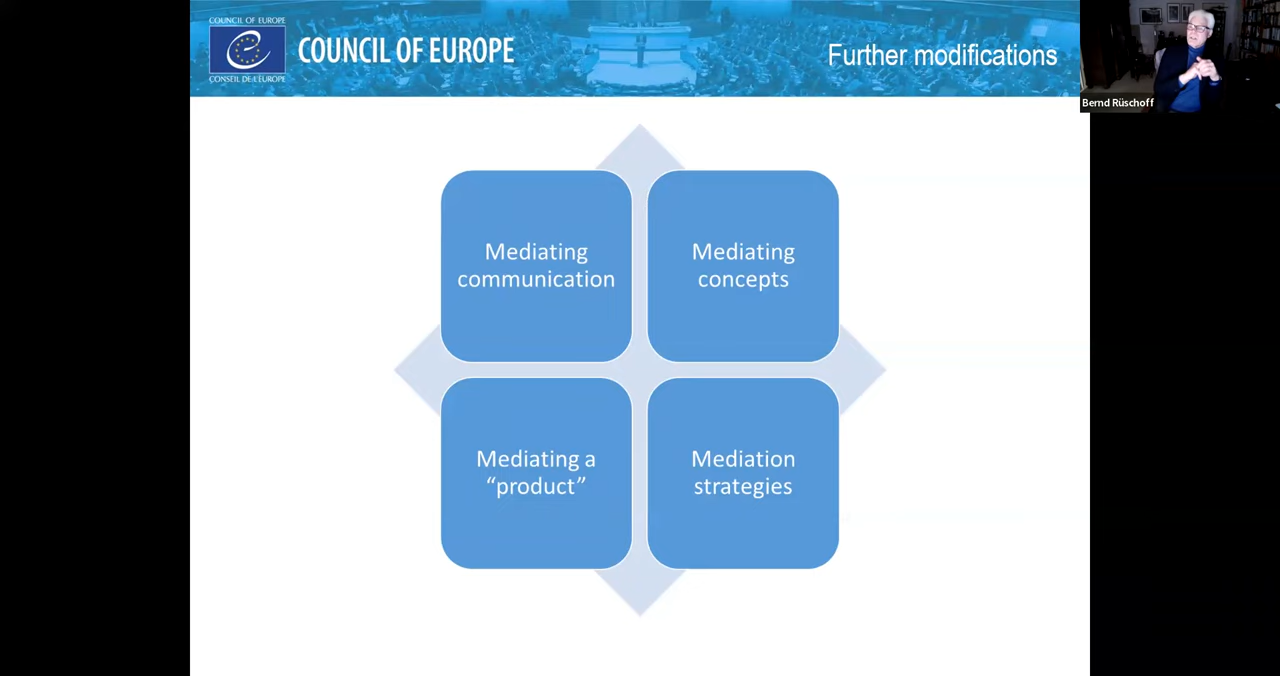 COUNCIL OF EUROPE
COUNCIL OF EUROPE
CONSEIL DE L'EUROPE
Further modifications
Bernd Rüschoff
Mediating
communication
Mediating
concepts
Mediating a
“product”
Mediation
strategies